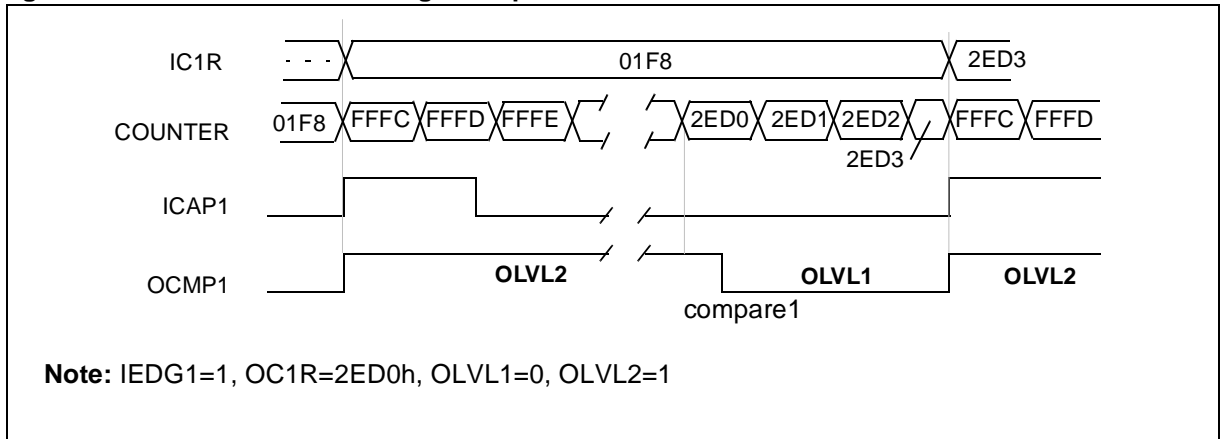 IC1R 01F8 2ED3
COUNTER 01F8 FFFC FFFD FFFE 2ED0 2ED1 2ED2 FFFC FFFD
2ED3
ICAP1
OCMP1 OLVL2 OLVL1 OLVL2
compare1
Note: IEDG1=1, OC1R=2ED0h, OLVL1=0, OLVL2=1